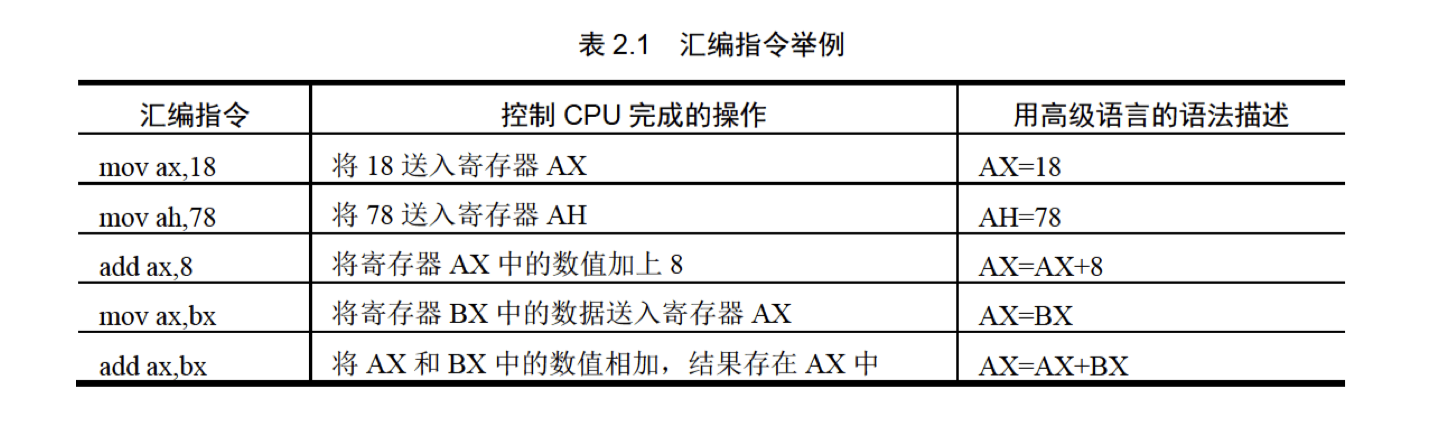 表 2.1 汇编指令举例
汇编指令 控制 CPU 完成的操作 用高级语言的语法描述
mov ax,18 将 18 送入寄存器 AX AX=18
mov ah,78 将 78 送入寄存器 AH AH=78
add ax,8 将寄存器 AX 中的数值加上 8 AX=AX+8
mov ax,bx 将寄存器 BX 中的数据送入寄存器 AX AX=BX
add ax,bx 将 AX 和 BX 中的数值相加，结果存在 AX 中 AX=AX+BX